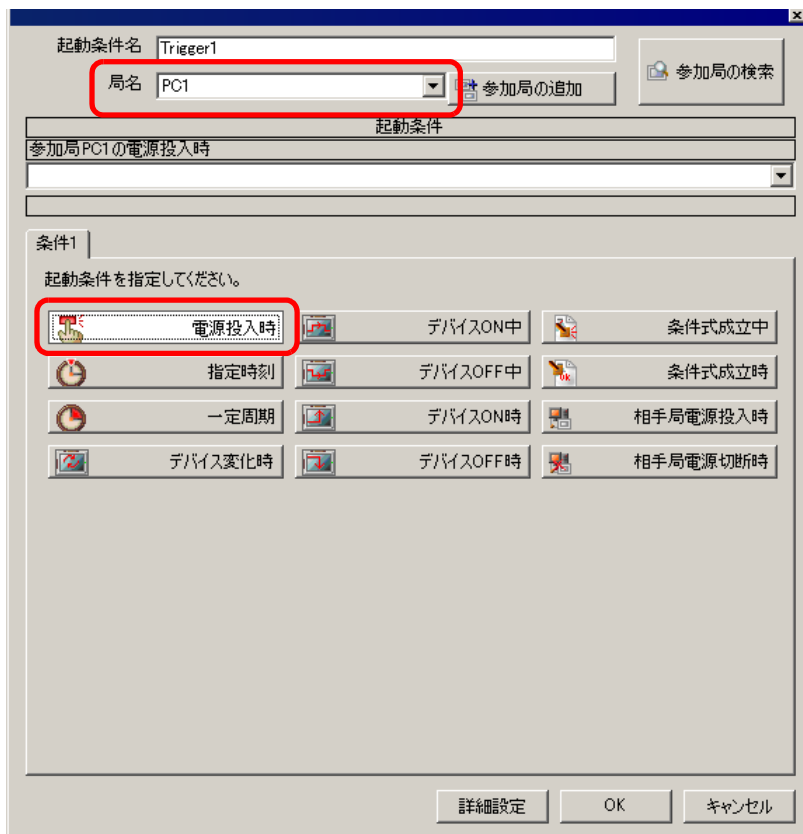 起動条件名 Trigger1
局名 PC1 参加局の追加 参加局の検索
起動条件
参加局PC1の電源投入時
条件1
起動条件を指定してください。
電源投入時 デバイスON中 条件式成立中
指定時刻 デバイスOFF中 条件式成立時
一定周期 デバイスON時 相手局電源投入時
デバイス変化時 デバイスOFF時 相手局電源切断時
詳細設定 OK キャンセル